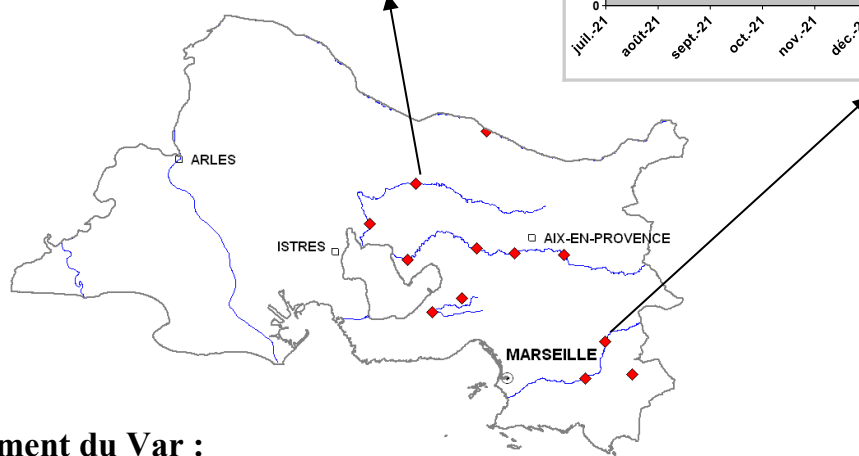 0
juil.-21 août-21 sept.-21 oct.-21 nov.-21
ARLES
ISTRES
AIX-EN-PROVENCE
MARSEILLE
ment du Var :